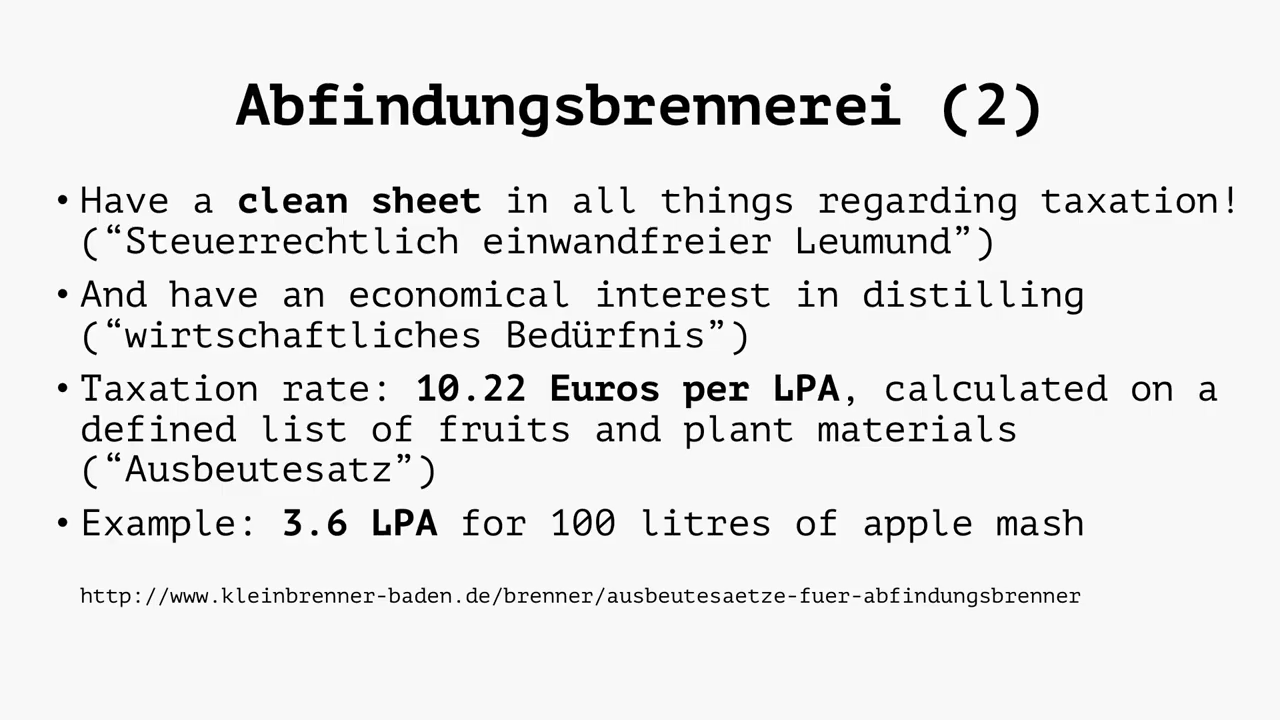 Abfindungsbrennerei (2)
• Have a clean sheet in all things regarding taxation!
(“Steuerrechtlich einwandfreier Leumund”)
• And have an economical interest in distilling
(“wirtschaftliches Bedürfnis”)
• Taxation rate: 10.22 Euros per LPA, calculated on a
defined list of fruits and plant materials
(“Ausbeutesatz”)
• Example: 3.6 LPA for 100 litres of apple mash
http://www.kleinbrenner-baden.de/brenner/ausbeutesaetze-fuer-abfindungsbrenner